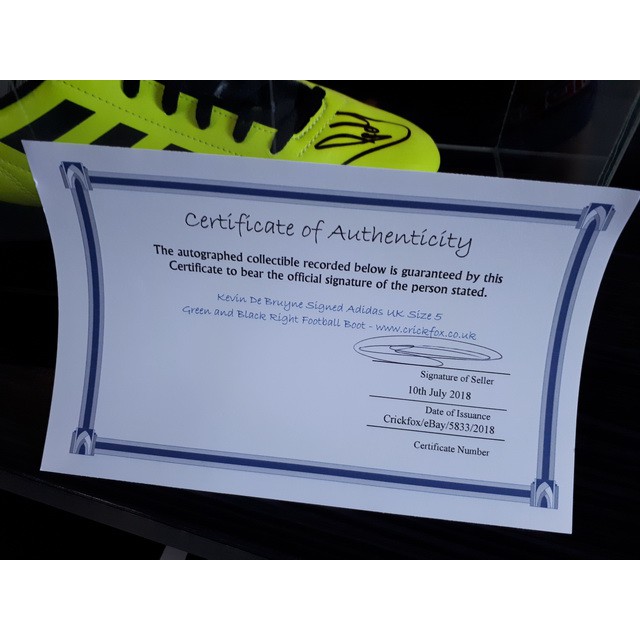 Certificate of Authenticity
The autographed collectible recorded below is guaranteed by this
Certificate to bear the official signature of the person stated.
Kevin De Bruyne Signed Adidas UK Size 5
Green and Black Right Football Boot - www.crickfox.co.uk
Signature of Seller
10th July 2018
Date of Issuance
Crickfox/eBay/5833/2018
Certificate Number